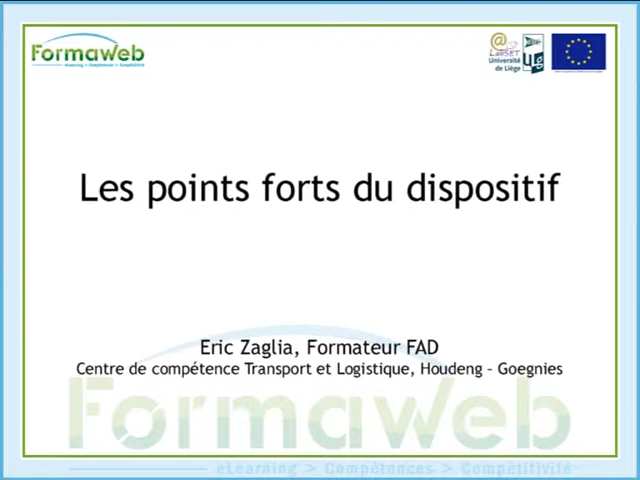 FormaWeb
eLearning > Compétences > Compétitivité
LabSET
Université
de Liège
ULg
Les points forts du dispositif
Eric Zaglia, Formateur FAD
Centre de compétence Transport et Logistique, Houdeng – Goegnies
FormaWeb
eLearning > Compétences > Compétitivité